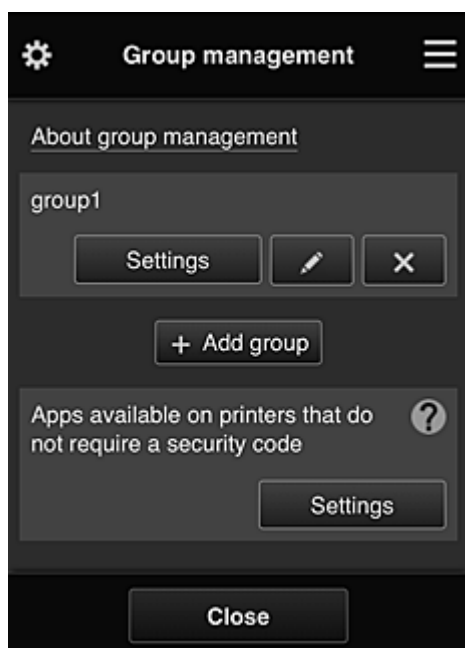 Group management
About group management
group1
Settings
+ Add group
Apps available on printers that do
not require a security code
?
Settings
Close